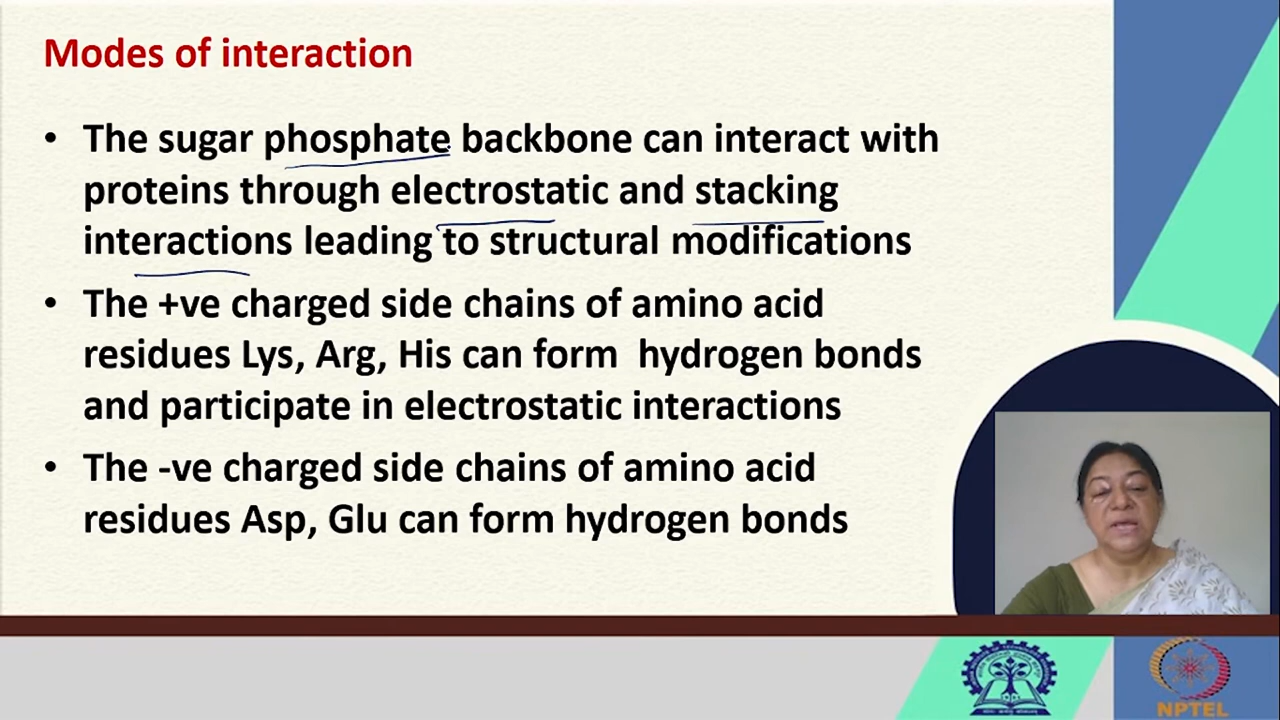 Modes of interaction
• The sugar phosphate backbone can interact with
proteins through electrostatic and stacking
interactions leading to structural modifications
• The +ve charged side chains of amino acid
residues Lys, Arg, His can form hydrogen bonds
and participate in electrostatic interactions
• The -ve charged side chains of amino acid
residues Asp, Glu can form hydrogen bonds
NPTEL